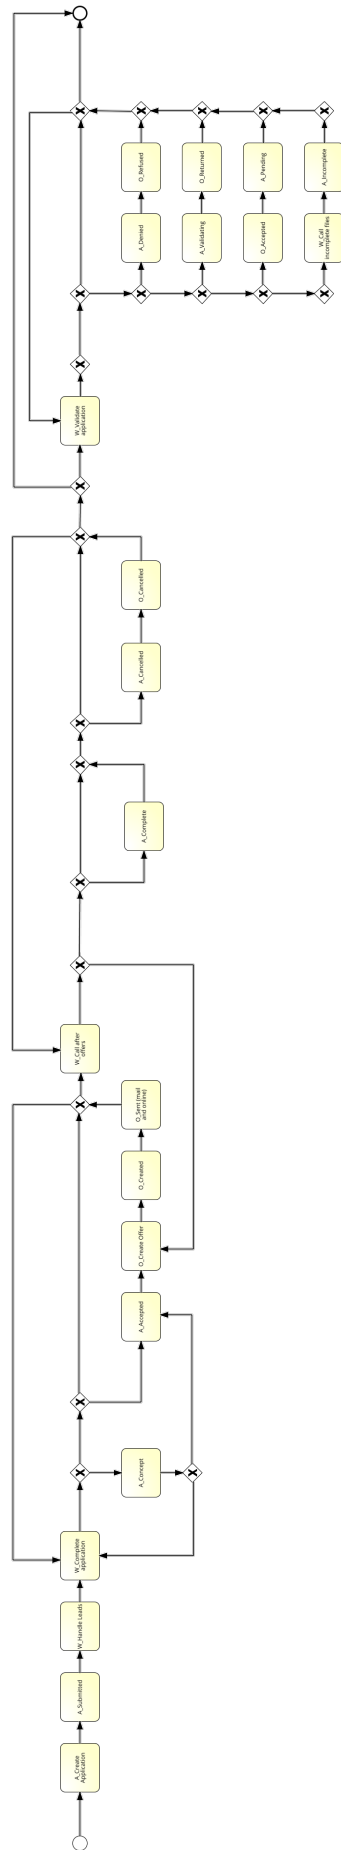 A_Create
Application
A_Submitted
W_Handle Leads
W_Complete
application
A_Concept
A_Accepted
O_Create Offer
O_Created
O_Sent (mail
and online)
W_Call after
offers
A_Complete
A_Cancelled
O_Cancelled
W_Validate
application
A_Denied
O_Refused
A_Validating
O_Returned
O_Accepted
A_Pending
W_Call
incomplete files
A_Incomplete